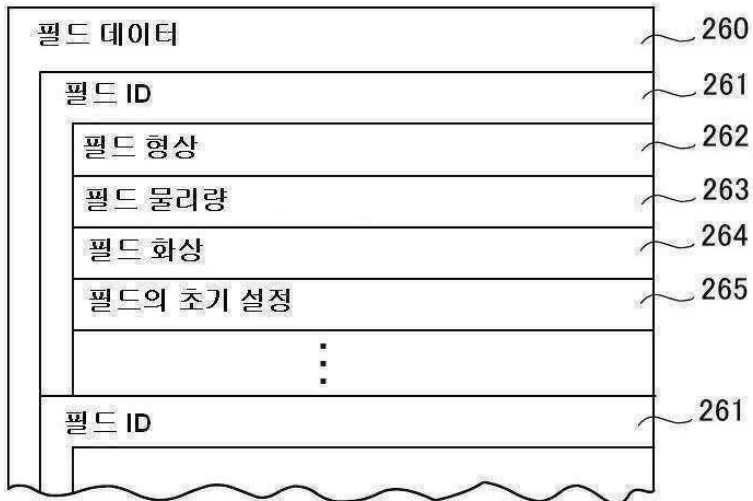 필드 데이터 260
필드 ID 261
필드 형상 262
필드 물리량 263
필드 화상 264
필드의 초기 설정 265
필드 ID 261